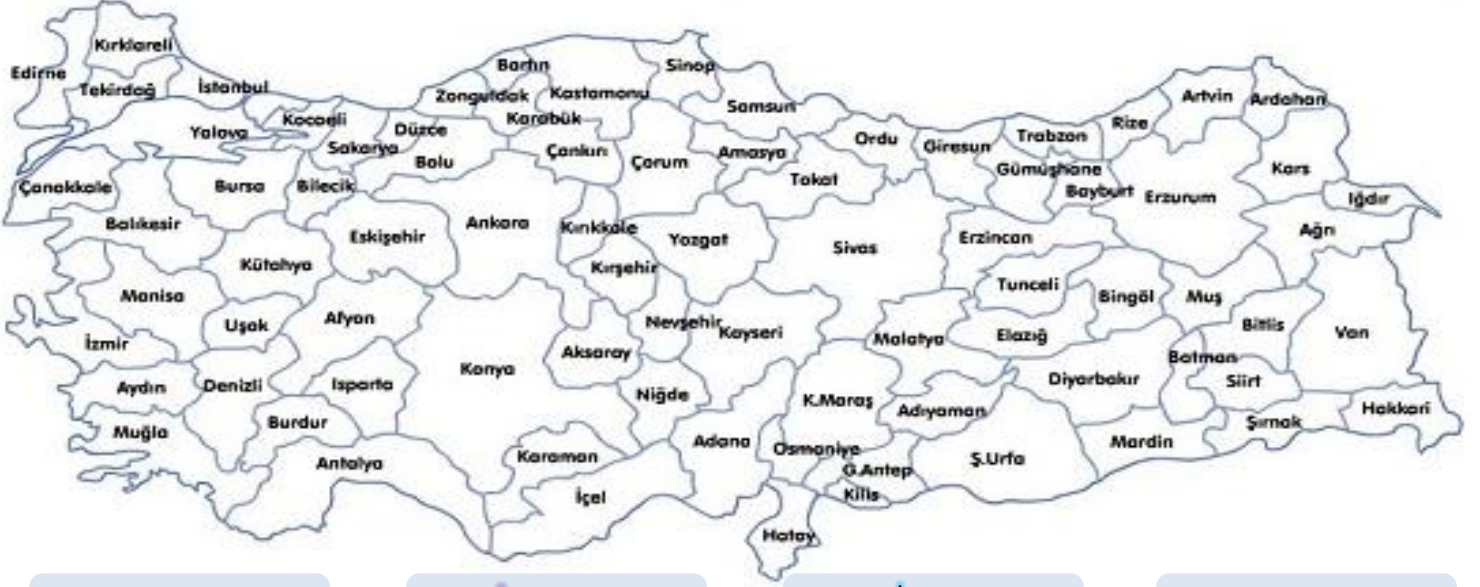 Kırklareli
Edirne
Tekirdağ
İstanbul
Kocaeli
Yalova
Sakarya
Düzce
Bolu
Zonguldak
Bartın
Karabük
Kastamonu
Sinop
Samsun
Çankırı
Çorum
Amasya
Tokat
Ordu
Giresun
Trabzon
Gümüşhane
Bayburt
Rize
Artvin
Ardahan
Kars
Iğdır
Ağrı
Erzurum
Erzincan
Çanakkale
Balıkesir
Bursa
Bilecik
Eskişehir
Kütahya
Ankara
Kırıkkale
Kırşehir
Yozgat
Sivas
Tunceli
Bingöl
Muş
Bitlis
Van
Manisa
İzmir
Uşak
Afyon
Aydın
Denizli
Isparta
Burdur
Muğla
Antalya
Konya
Aksaray
Nevşehir
Kayseri
Niğde
Karaman
İçel
Adana
K.Maraş
Osmaniye
G.Antep
Kilis
Hatay
Malatya
Elazığ
Adıyaman
Ş.Urfa
Diyarbakır
Mardin
Batman
Siirt
Şırnak
Hakkari